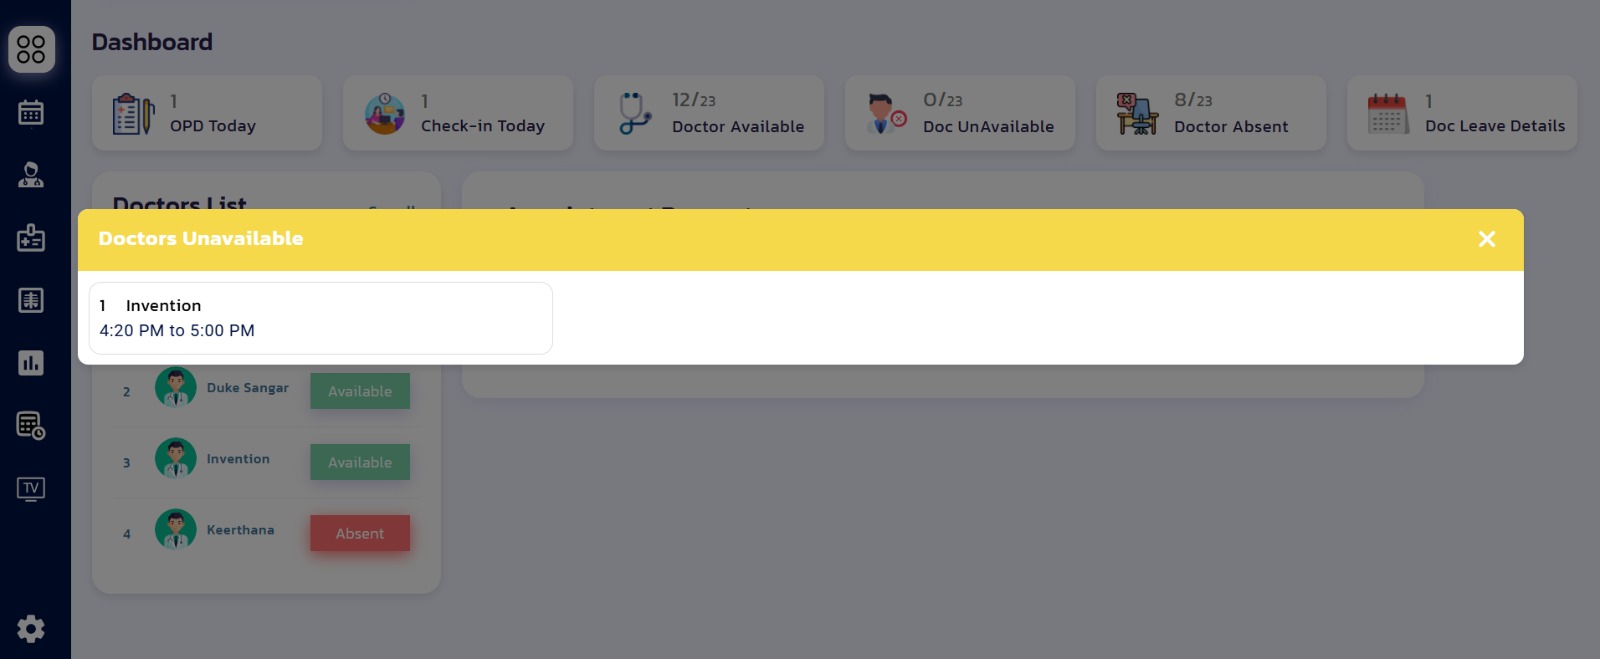 Dashboard
1
OPD Today
1
Check-in Today
12/23
Doctor Available
0/23
Doc UnAvailable
8/23
Doctor Absent
1
Doc Leave Details
Doctors List
Doctors Unavailable
1 Invention
4:20 PM to 5:00 PM
2 Duke Sangar Available
3 Invention Available
4 Keerthana Absent
TV